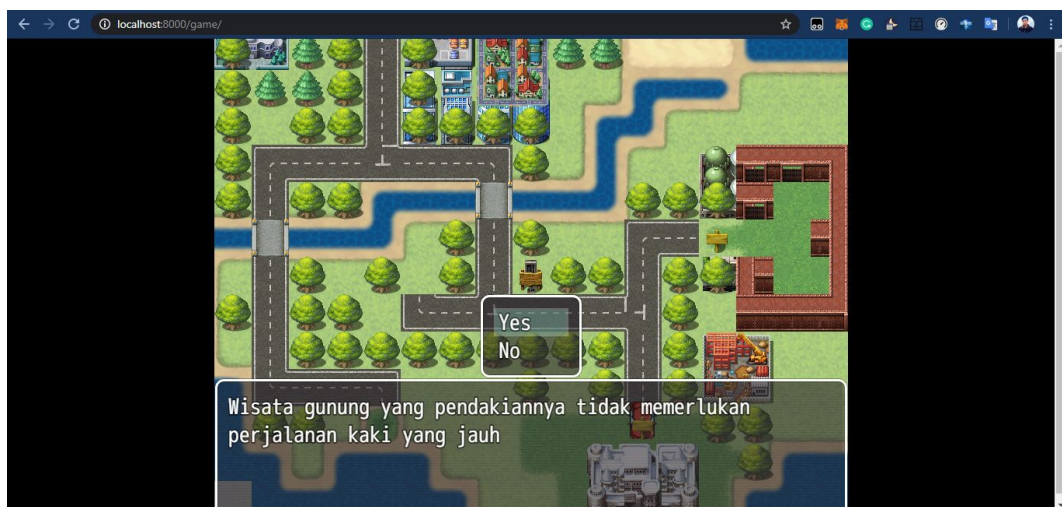 localhost:8000/game/
Yes
No
Wisata gunung yang pendakiannya tidak memerlukan
perjalanan kaki yang jauh